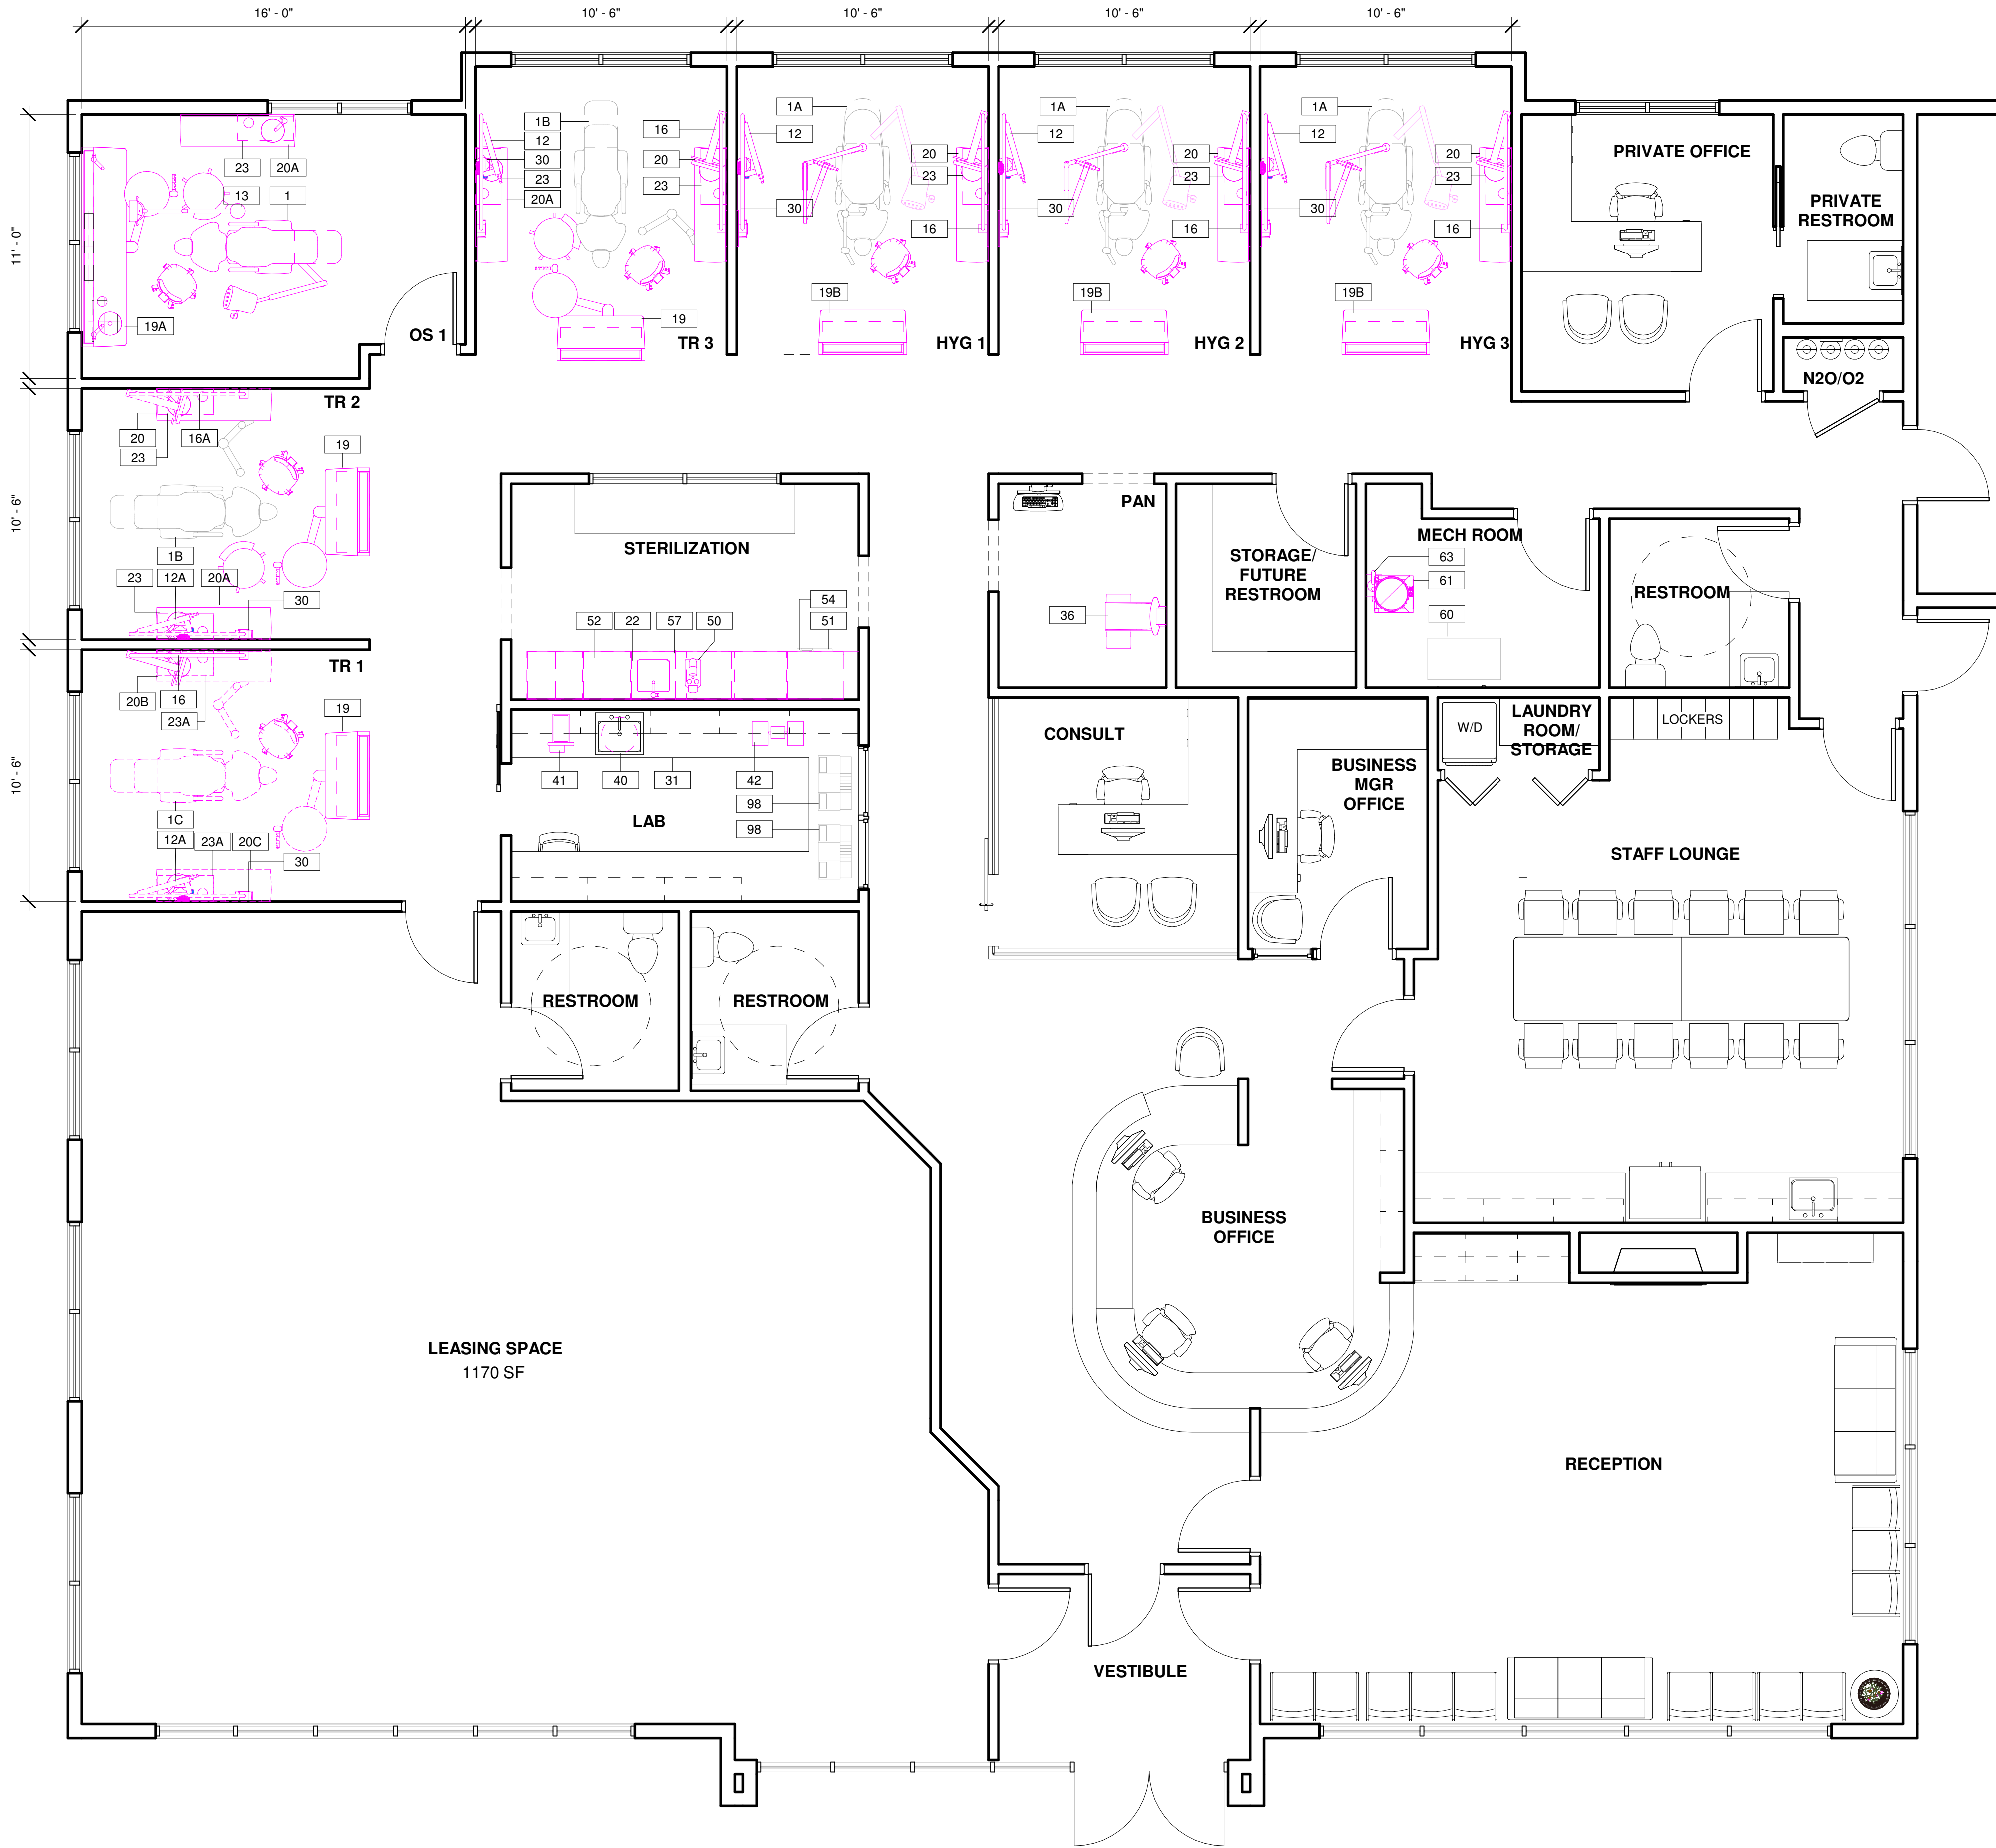 16' - 0"
10' - 6"
10' - 6"
10' - 6"
10' - 6"
11' - 0"
10' - 6"
10' - 6"
23
20A
13
1
19A
OS 1
1B
12
30
23
20A
16
20
23
19
TR 3
1A
12
30
20
23
16
19B
HYG 1
1A
12
30
20
23
16
19B
HYG 2
1A
12
30
20
23
16
19B
HYG 3
PRIVATE OFFICE
PRIVATE
RESTROOM
N2O/O2
TR 2
20
23
16A
19
1B
23
12A
20A
30
TR 1
20B
16
23A
19
1C
12A
23A
20C
30
STERILIZATION
52
22
57
50
54
51
41
40
31
42
98
98
LAB
PAN
36
STORAGE/
FUTURE
RESTROOM
MECH ROOM
63
61
60
RESTROOM
CONSULT
BUSINESS
MGR
OFFICE
W/D
LAUNDRY
ROOM/
STORAGE
LOCKERS
STAFF LOUNGE
RESTROOM
RESTROOM
BUSINESS
OFFICE
LEASING SPACE
1170 SF
RECEPTION
VESTIBULE